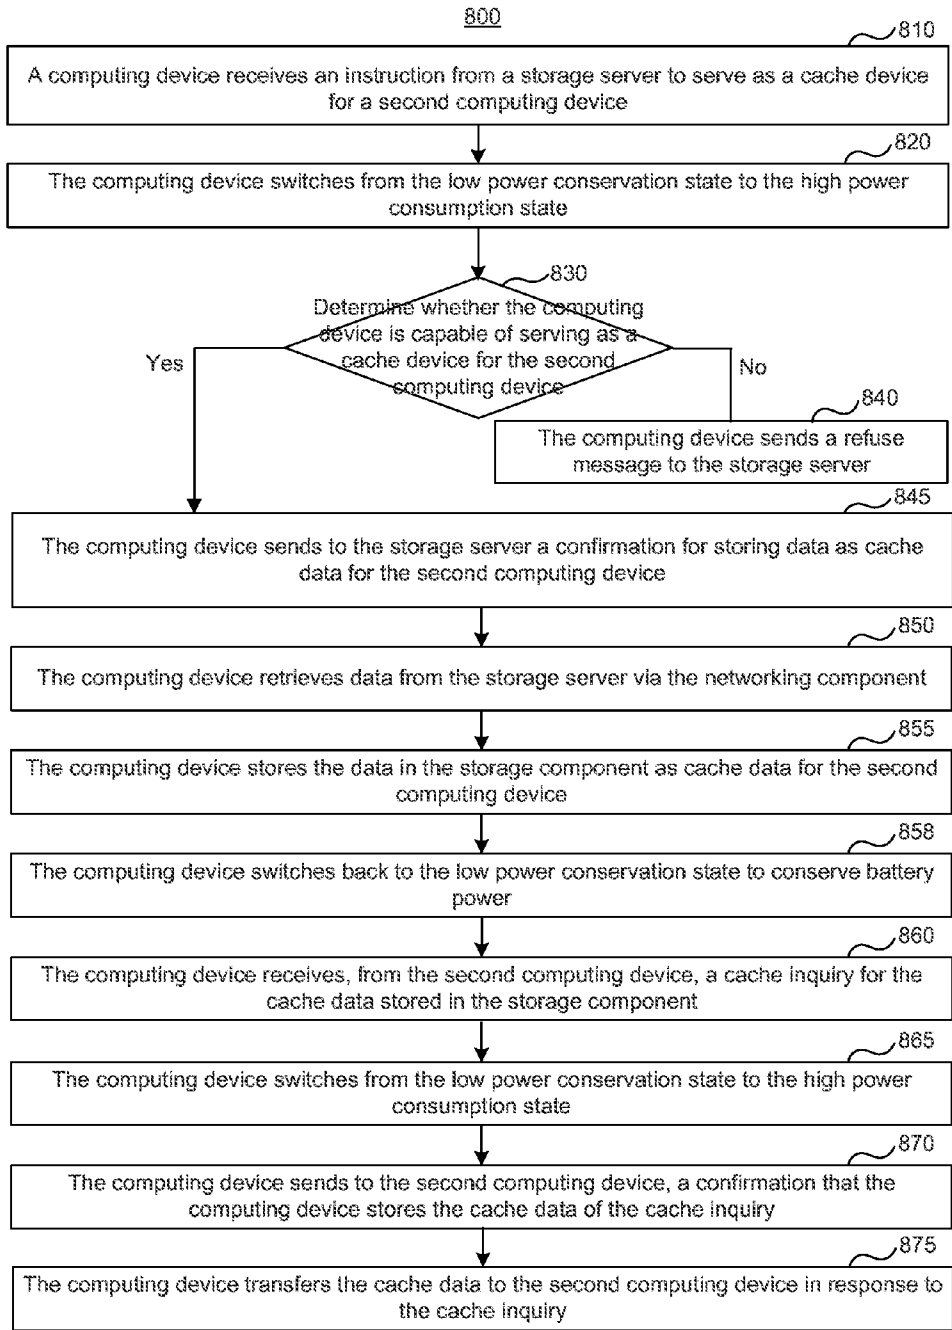 800
810
A computing device receives an instruction from a storage server to serve as a cache device
for a second computing device
820
The computing device switches from the low power conservation state to the high power
consumption state
830
Determine whether the computing
device is capable of serving as a
cache device for the second
computing device
Yes
No
840
The computing device sends a refuse
message to the storage server
845
The computing device sends to the storage server a confirmation for storing data as cache
data for the second computing device
850
The computing device retrieves data from the storage server via the networking component
855
The computing device stores the data in the storage component as cache data for the second
computing device
858
The computing device switches back to the low power conservation state to conserve battery
power
860
The computing device receives, from the second computing device, a cache inquiry for the
cache data stored in the storage component
865
The computing device switches from the low power conservation state to the high power
consumption state
870
The computing device sends to the second computing device, a confirmation that the
computing device stores the cache data of the cache inquiry
875
The computing device transfers the cache data to the second computing device in response to
the cache inquiry